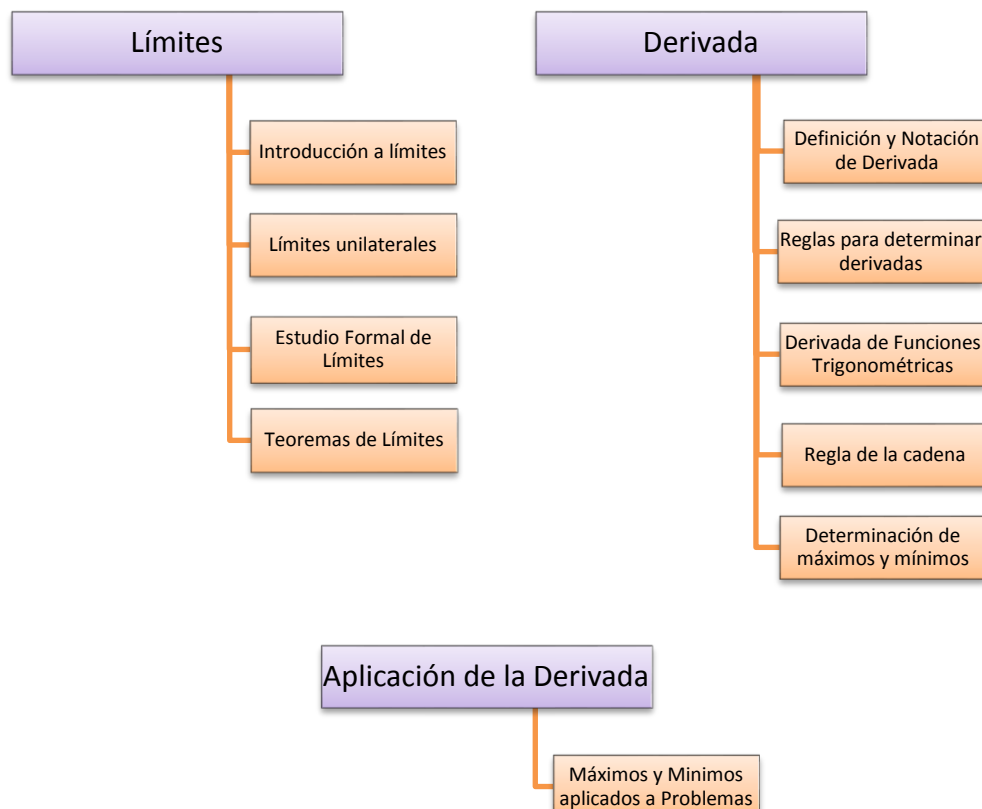 Límites
Introducción a límites
Límites unilaterales
Estudio Formal de
Límites
Teoremas de Límites
Derivada
Definición y Notación
de Derivada
Reglas para determinar
derivadas
Derivada de Funciones
Trigonométricas
Regla de la cadena
Determinación de
máximos y mínimos
Aplicación de la Derivada
Máximos y Minimos
aplicados a Problemas